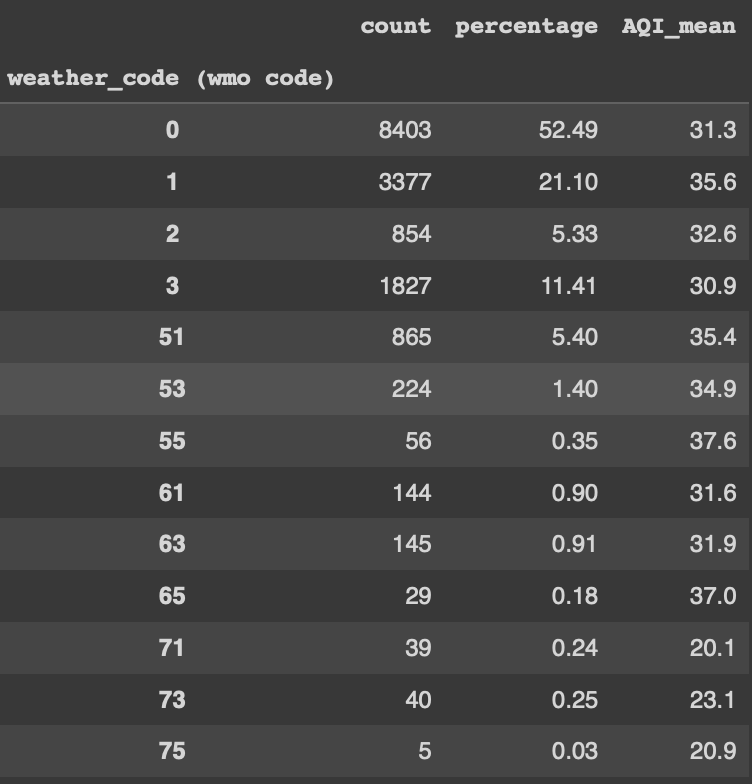 count percentage AQI_mean
weather_code (wmo code)
0 8403 52.49 31.3
1 3377 21.10 35.6
2 854 5.33 32.6
3 1827 11.41 30.9
51 865 5.40 35.4
53 224 1.40 34.9
55 56 0.35 37.6
61 144 0.90 31.6
63 145 0.91 31.9
65 29 0.18 37.0
71 39 0.24 20.1
73 40 0.25 23.1
75 5 0.03 20.9